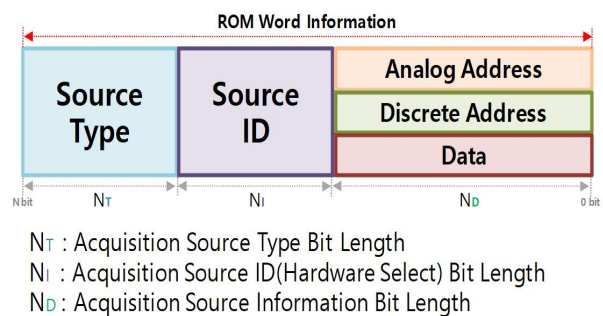 ROM Word Information
Source
Type
Source
ID
Analog Address
Discrete Address
Data
N bit
NT
NI
ND
0 bit
NT : Acquisition Source Type Bit Length
NI : Acquisition Source ID(Hardware Select) Bit Length
ND : Acquisition Source Information Bit Length